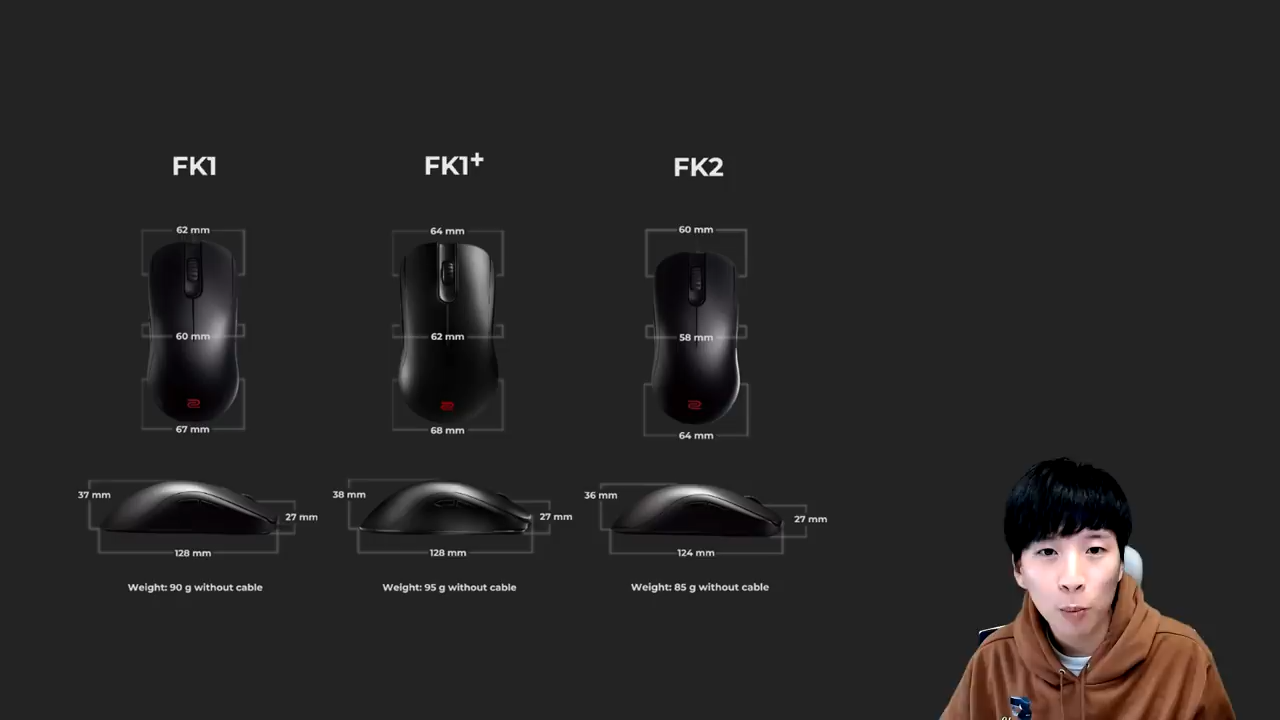 FK1
FK1+
FK2
62 mm
64 mm
60 mm
60 mm
62 mm
58 mm
67 mm
68 mm
64 mm
37 mm
27 mm
38 mm
27 mm
36 mm
27 mm
128 mm
128 mm
124 mm
Weight: 90 g without cable
Weight: 95 g without cable
Weight: 85 g without cable